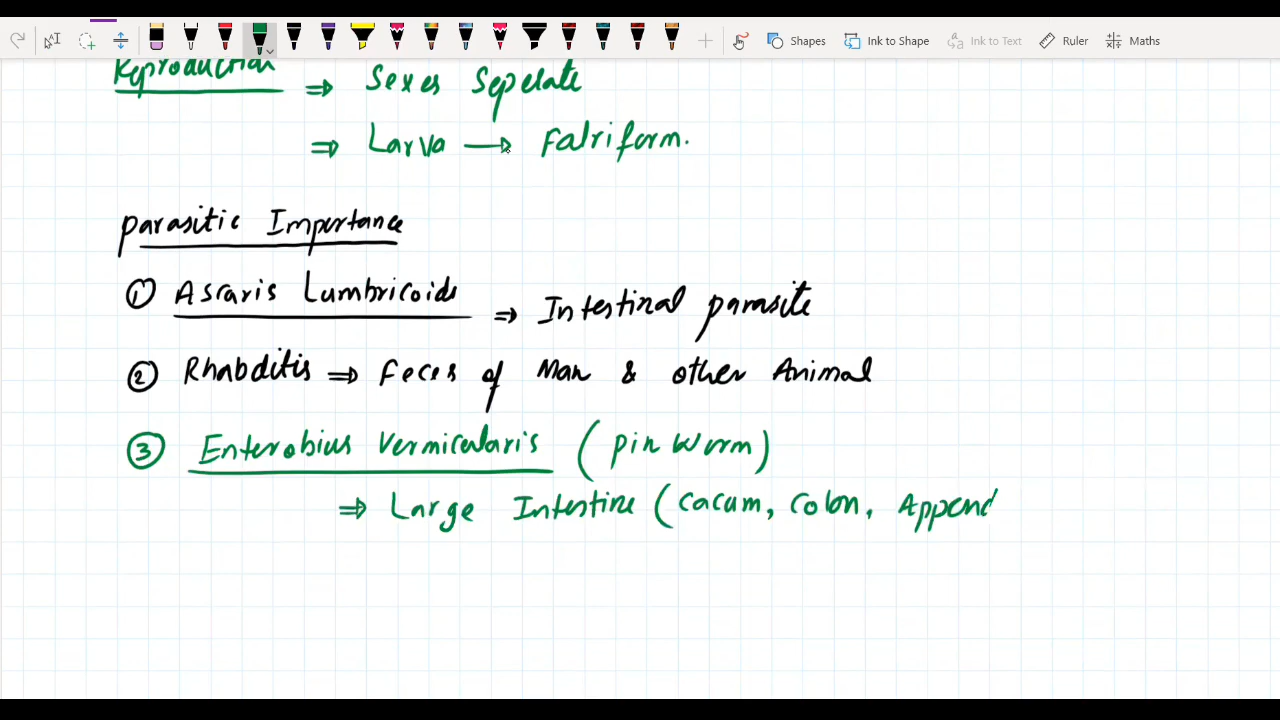 Shapes Ink to Shape Ink to Text Ruler Maths
Reproduction ⇒ Sexes Seperate
⇒ Larva → Falriform.
Parasitic Importance
① Ascaris Lumbricoids ⇒ Intestinal parasite
② Rhabditis ⇒ Feces of Man & other Animal
③ Enterobius Vermicularis (pin worm)
⇒ Large Intestine (Cacum, Colon, Append